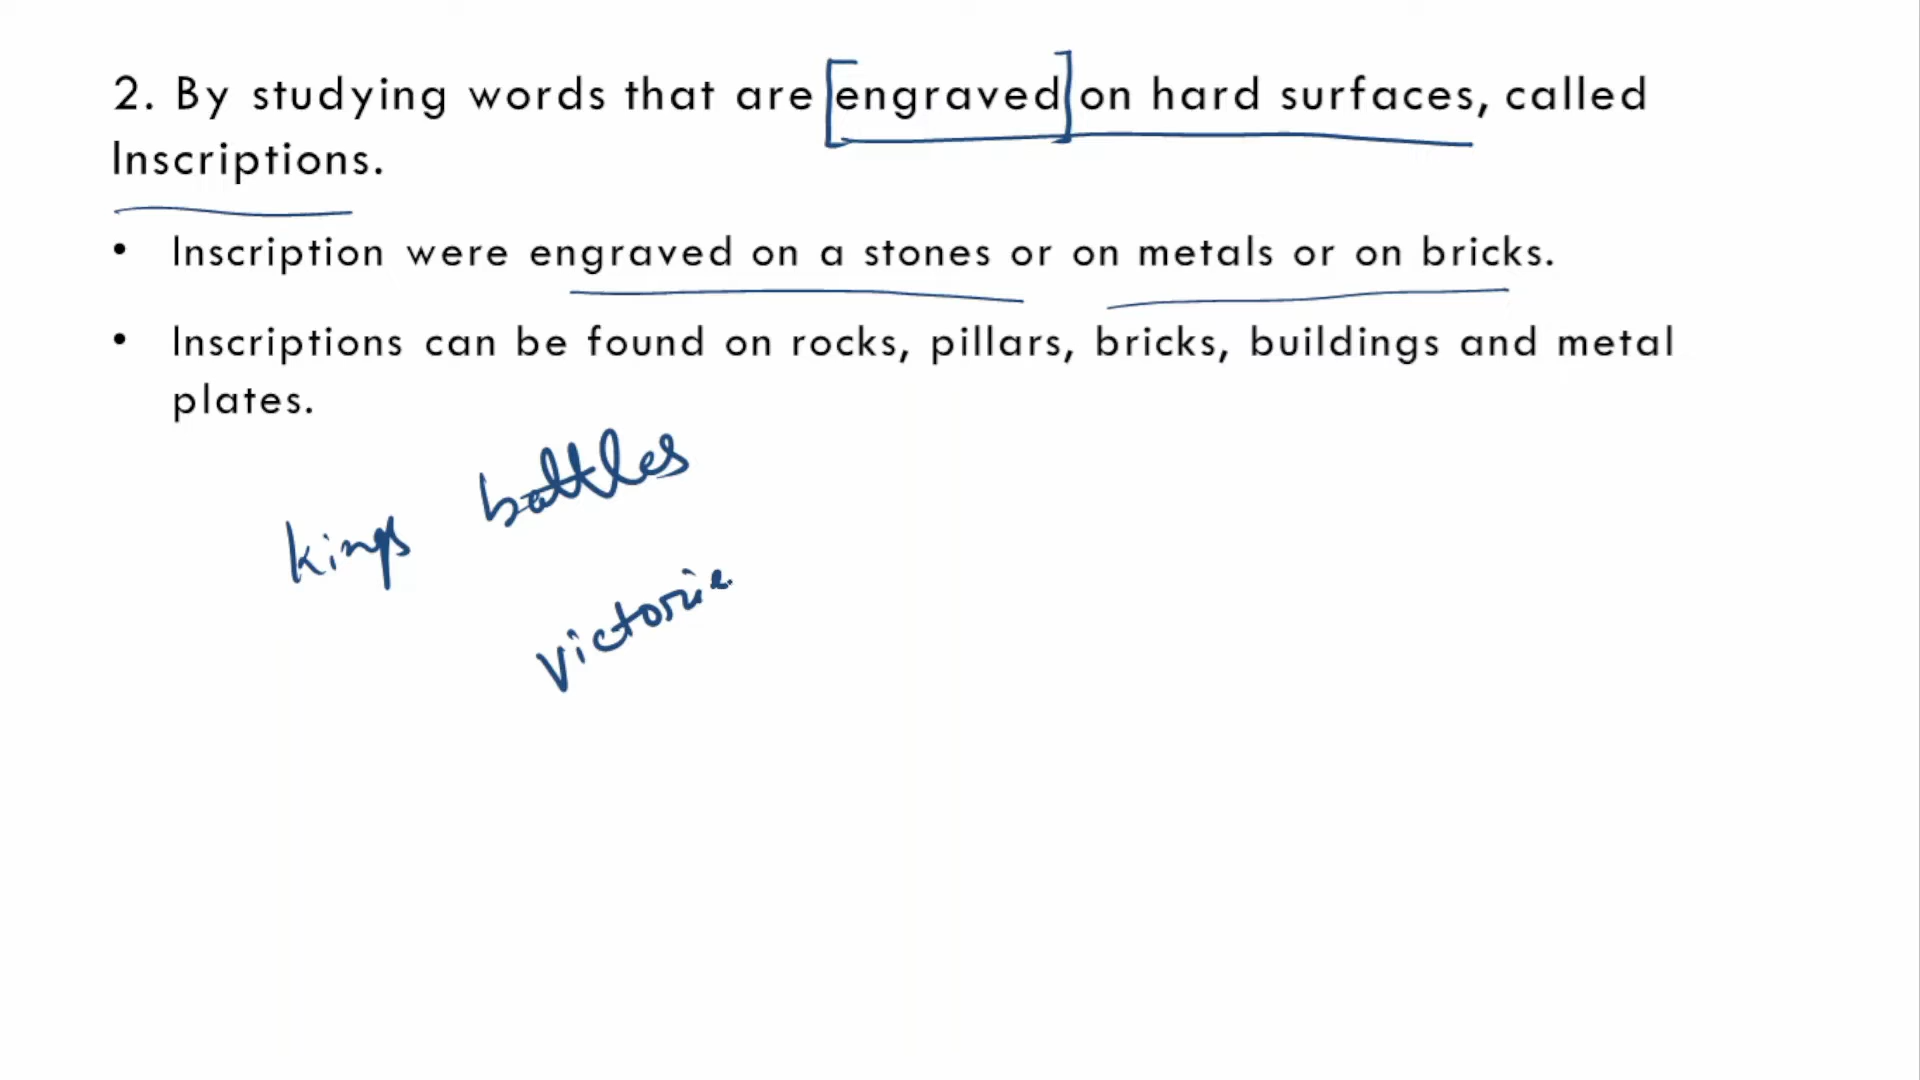 2. By studying words that are [engraved] on hard surfaces, called
Inscriptions.
• Inscription were engraved on a stones or on metals or on bricks.
• Inscriptions can be found on rocks, pillars, bricks, buildings and metal
plates.
kings battles
victorie